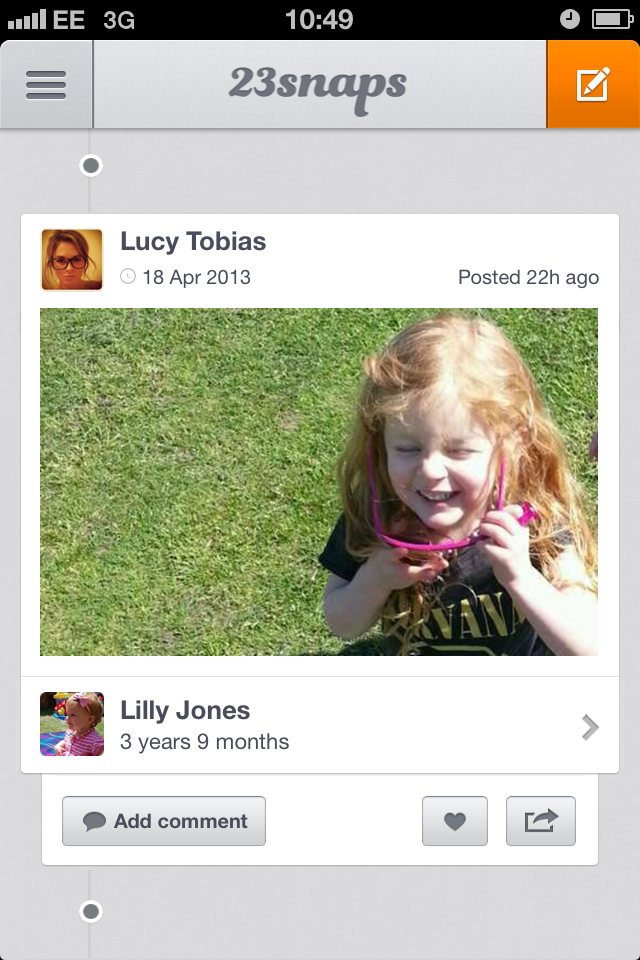 EE 3G 10:49
23snaps
Lucy Tobias
18 Apr 2013 Posted 22h ago
RVANA
Lilly Jones
3 years 9 months
Add comment